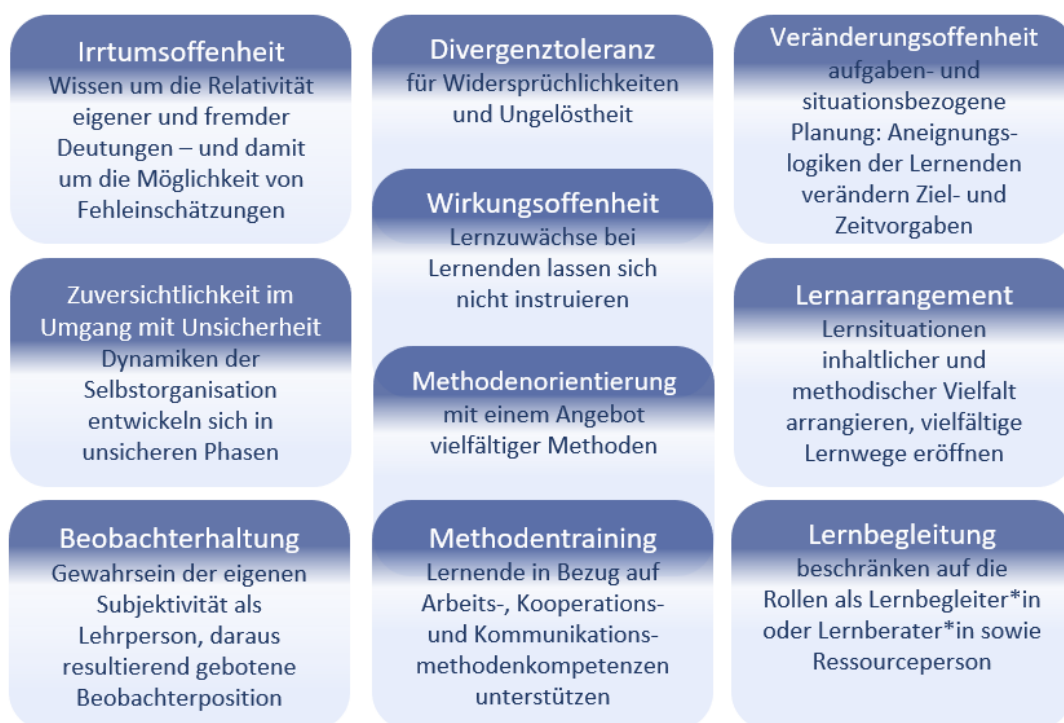 Irrtumsoffenheit
Wissen um die Relativität
eigener und fremder
Deutungen – und damit
um die Möglichkeit von
Fehleinschätzungen
Zuversichtlichkeit im
Umgang mit Unsicherheit
Dynamiken der
Selbstorganisation
entwickeln sich in
unsicheren Phasen
Beobachterhaltung
Gewahrsein der eigenen
Subjektivität als
Lehrperson, daraus
resultierend gebotene
Beobachterposition
Divergenztoleranz
für Widersprüchlichkeiten
und Ungelöstheit
Wirkungsoffenheit
Lernzuwächse bei
Lernenden lassen sich
nicht instruieren
Methodenorientierung
mit einem Angebot
vielfältiger Methoden
Methodentraining
Lernende in Bezug auf
Arbeits-, Kooperations-
und Kommunikations-
methodenkompetenzen
unterstützen
Veränderungsoffenheit
aufgaben- und
situationsbezogene
Planung: Aneignungs-
logiken der Lernenden
verändern Ziel- und
Zeitvorgaben
Lernarrangement
Lernsituationen
inhaltlicher und
methodischer Vielfalt
arrangieren, vielfältige
Lernwege eröffnen
Lernbegleitung
beschränken auf die
Rollen als Lernbegleiter*in
oder Lernberater*in sowie
Ressourceperson